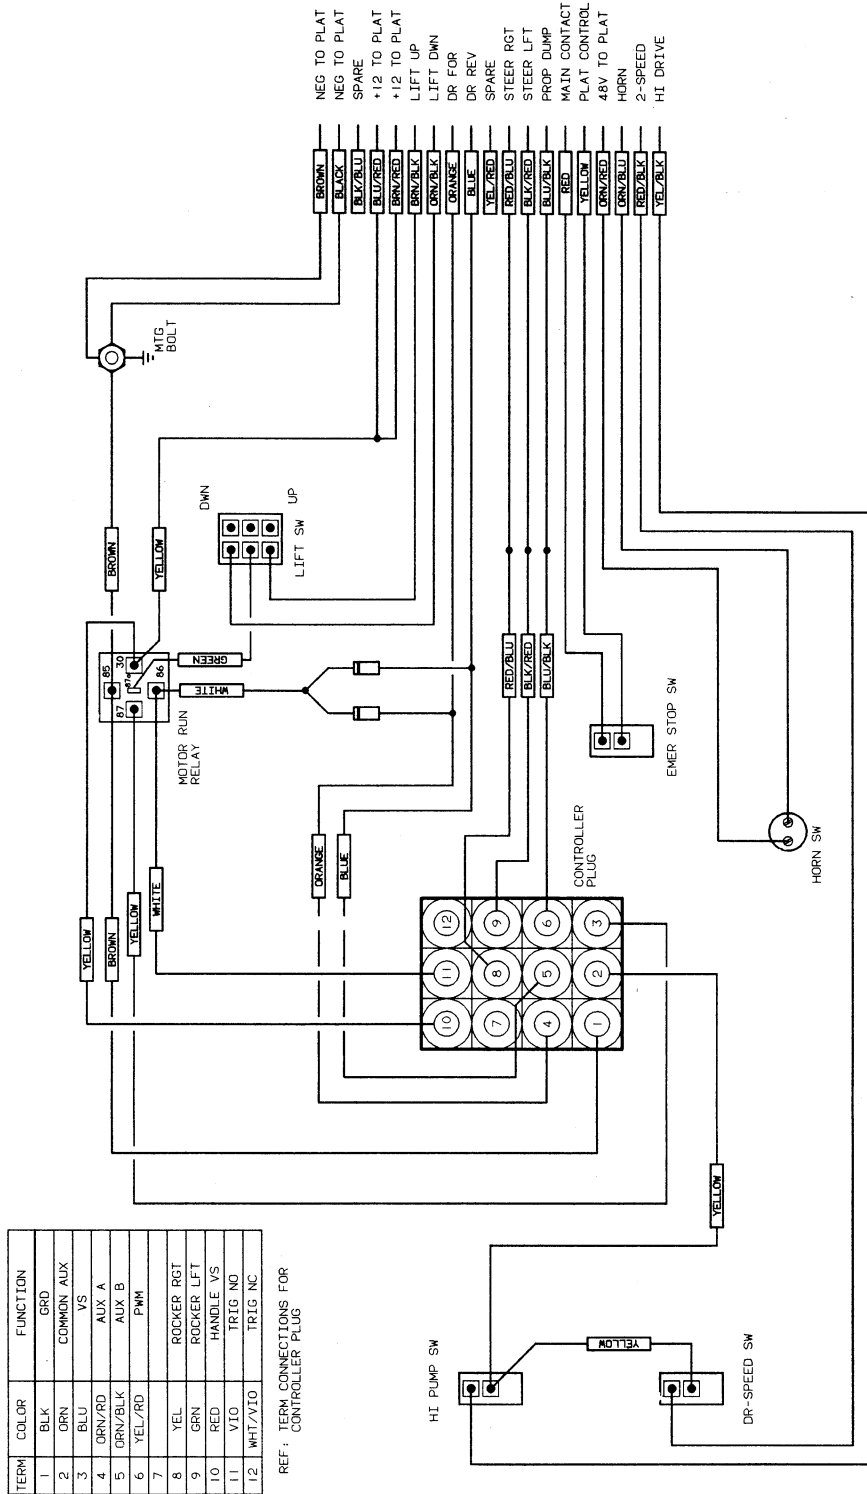 NEG TO PLAT
NEG TO PLAT
SPARE
+12 TO PLAT
+12 TO PLAT
LIFT UP
LIFT DWN
DR FOR
DR REV
SPARE
STEER RGT
STEER LFT
PROP DUMP
MAIN CONTACT
PLAT CONTROL
48V TO PLAT
HORN
2-SPEED
HI DRIVE
BROWN
BLACK
BLK/BLU
BLU/RED
BRN/RED
BRN/BLK
ORN/BLK
ORANGE
BLUE
YEL/RED
RED/BLU
BLK/RED
BLU/BLK
RED
YELLOW
ORN/RED
ORN/BLU
RED/BLK
YEL/BLK
MTG
BOLT
BROWN
YELLOW
DWN
UP
LIFT SW
85
30
87a
87
86
GREEN
WHITE
MOTOR RUN
RELAY
RED/BLU
BLK/RED
BLU/BLK
EMER STOP SW
HORN SW
ORANGE
BLUE
YELLOW
BROWN
YELLOW
WHITE
CONTROLLER
PLUG
12
9
6
3
11
8
5
2
10
7
4
1
YELLOW
HI PUMP SW
YELLOW
DR-SPEED SW
TERM COLOR FUNCTION
1 BLK GRD
2 ORN COMMON AUX
3 BLU VS
4 ORN/RD AUX A
5 ORN/BLK AUX B
6 YEL/RD PWM
7
8 YEL ROCKER RGT
9 GRN ROCKER LFT
10 RED HANDLE VS
11 VIO TRIG NO
12 WHT/VIO TRIG NC
REF: TERM CONNECTIONS FOR
CONTROLLER PLUG